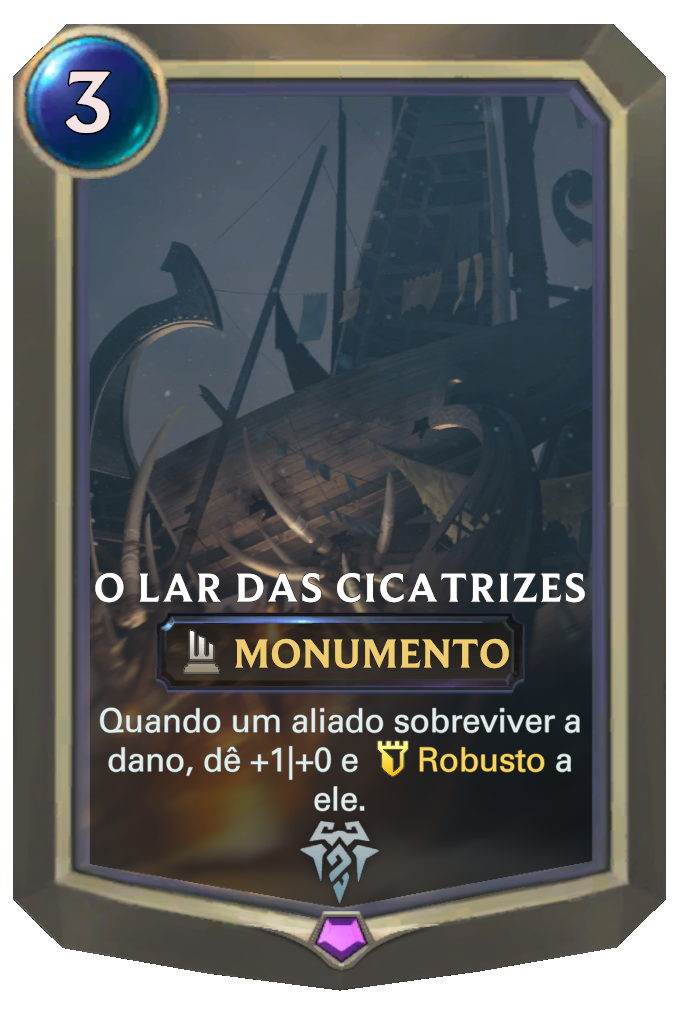 3
O LAR DAS CICATRIZES
MONUMENTO
Quando um aliado sobreviver a
dano, dê +1|+0 e Robusto a
ele.